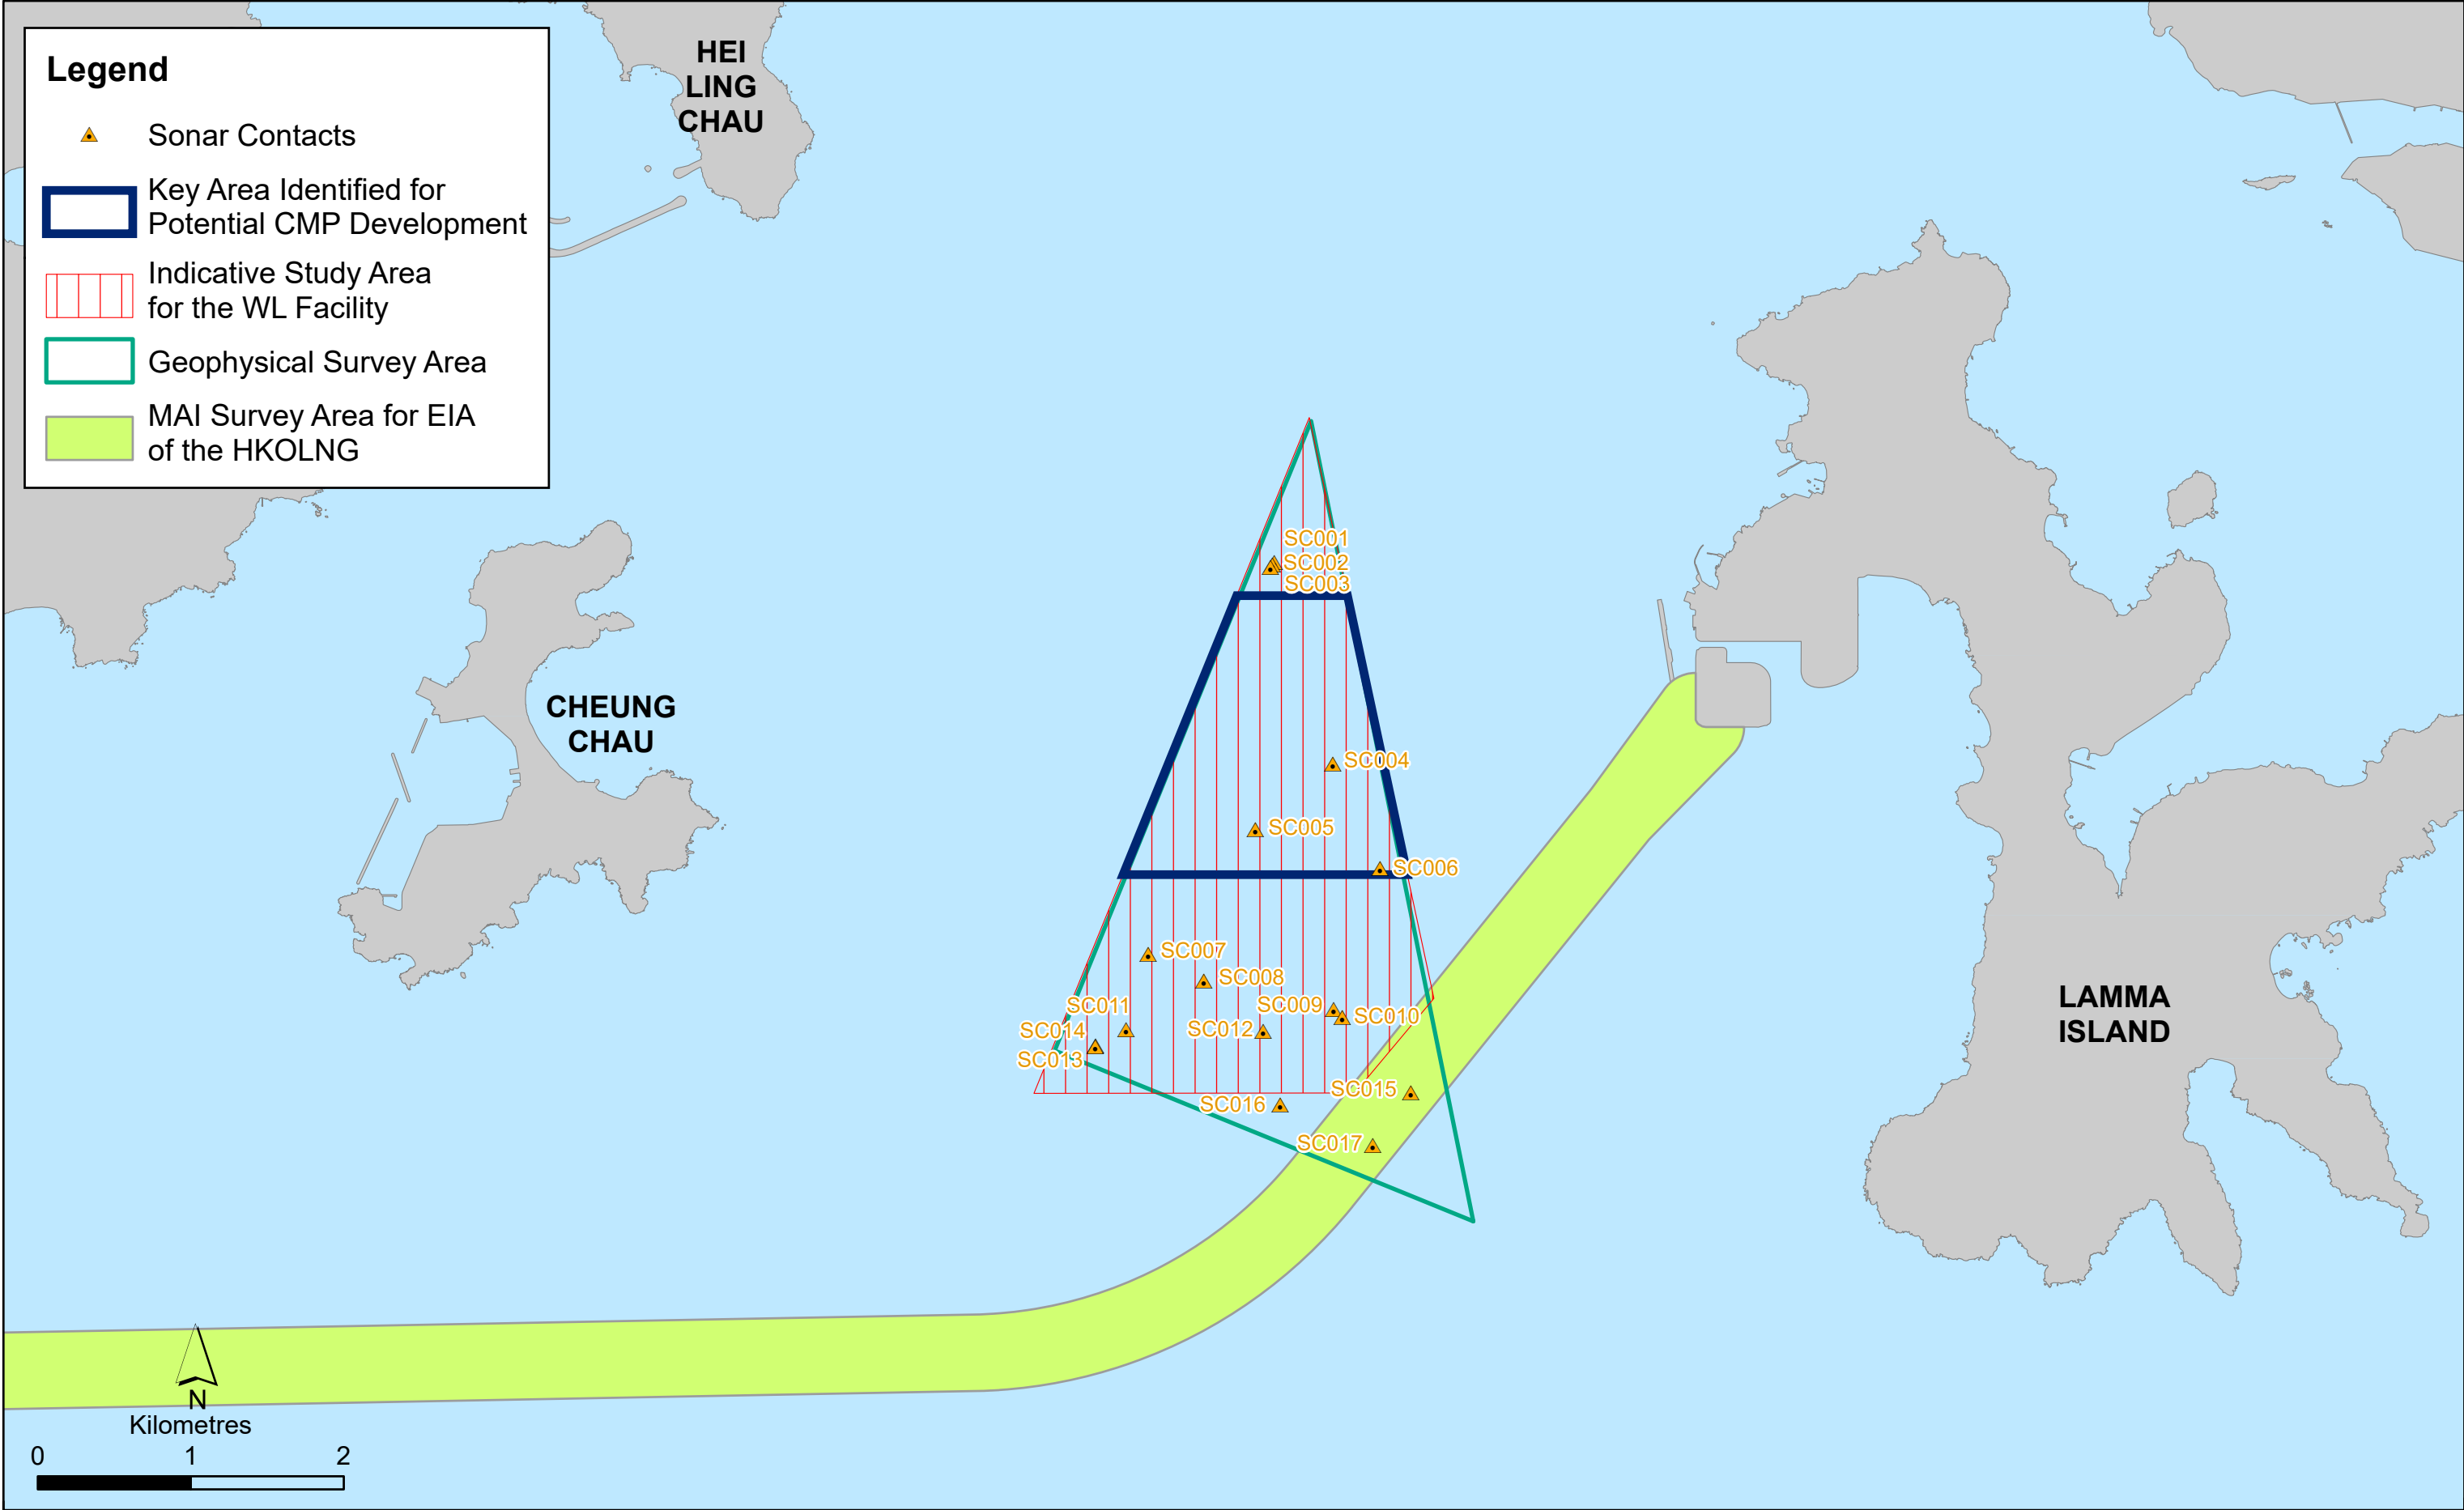 Legend
Sonar Contacts
Key Area Identified for
Potential CMP Development
Indicative Study Area
for the WL Facility
Geophysical Survey Area
MAI Survey Area for EIA
of the HKOLNG
HEI
LING
CHAU
CHEUNG
CHAU
LAMMA
ISLAND
SC001
SC002
SC003
SC004
SC005
SC006
SC007
SC008
SC009
SC010
SC011
SC012
SC014
SC013
SC015
SC016
SC017
N
Kilometres
0 1 2